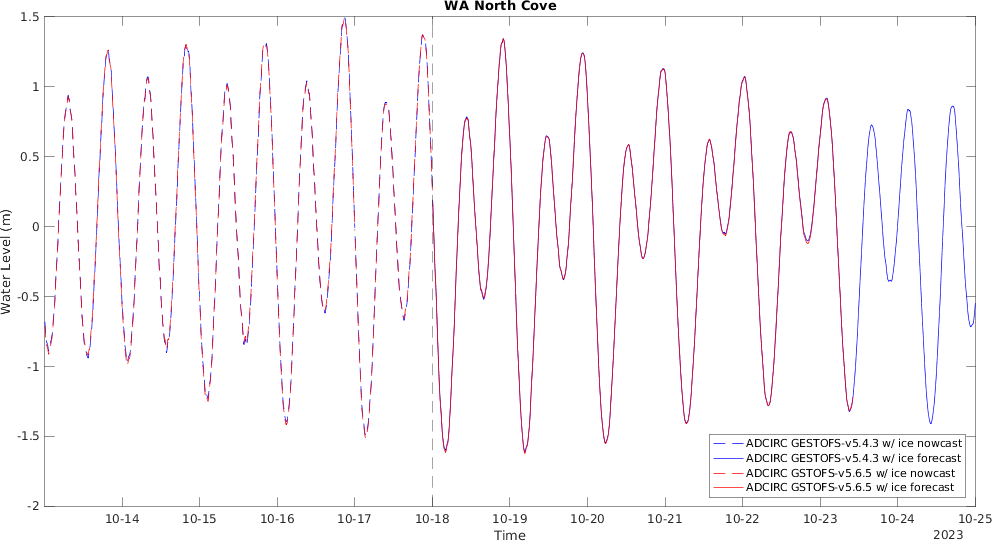 WA North Cove
Water Level (m)
1.5
1
0.5
0
-0.5
-1
-1.5
-2
10-14 10-15 10-16 10-17 10-18 10-19 10-20 10-21 10-22 10-23 10-24 10-25
Time
2023
ADCIRC GESTOFS-v5.4.3 w/ ice nowcast
ADCIRC GESTOFS-v5.4.3 w/ ice forecast
ADCIRC GSTOFS-v5.6.5 w/ ice nowcast
ADCIRC GSTOFS-v5.6.5 w/ ice forecast